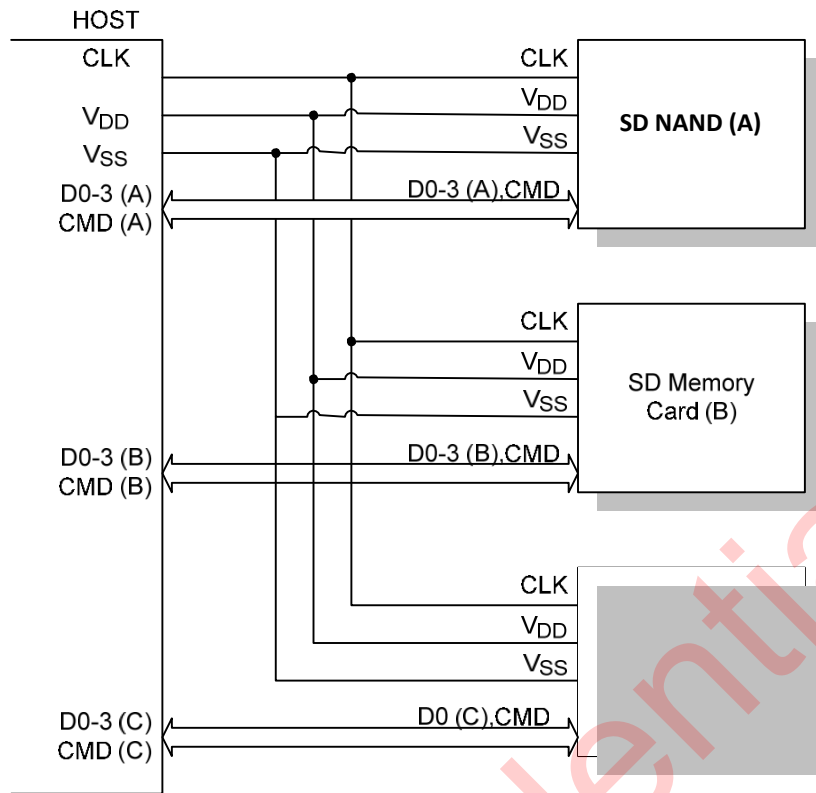 HOST
CLK
VDD
VSS
D0-3 (A)
CMD (A)
CLK
VDD
VSS
D0-3 (A),CMD
SD NAND (A)
CLK
VDD
VSS
D0-3 (B),CMD
SD Memory
Card (B)
D0-3 (B)
CMD (B)
CLK
VDD
VSS
D0 (C),CMD
D0-3 (C)
CMD (C)